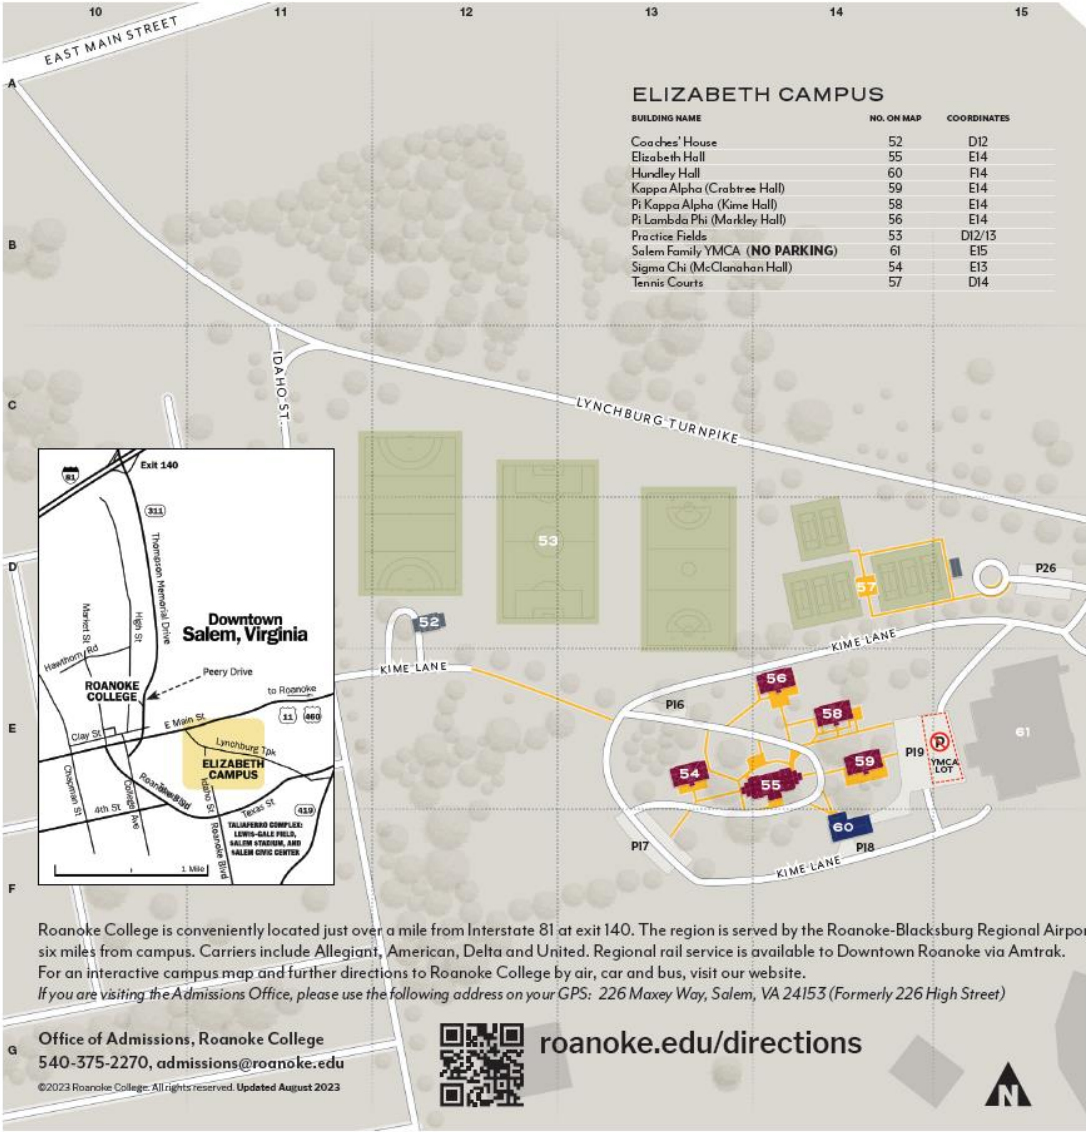 10 11 12 13 14 15
EAST MAIN STREET
A
ELIZABETH CAMPUS
BUILDING NAME NO. ON MAP COORDINATES
Coaches' House 52 D12
Elizabeth Hall 55 E14
Hundley Hall 60 F14
Kappa Alpha (Crabtree Hall) 59 E14
Pi Kappa Alpha (Kime Hall) 58 E14
Pi Lambda Phi (Markley Hall) 56 E14
Practice Fields 53 D12/13
Salem Family YMCA (NO PARKING) 61 E15
Sigma Chi (McClanahan Hall) 54 E13
Tennis Courts 57 D14
B
IDAHO ST.
C
LYNCHBURG TURNPIKE
81
Exit 140
311
Thompson Memorial Drive
Market St
High St
Hawthorn Rd
Downtown
Salem, Virginia
Peery Drive
ROANOKE
COLLEGE
to Roanoke
11 460
E Main St
Clay St
Lynchburg Tpk
ELIZABETH
CAMPUS
Chapman St
College Ave
Roanoke Blvd
Idaho St
4th St
Texas St
419
Roanoke Blvd
TALIAFERRO COMPLEX:
LEWIS-GALE FIELD,
SALEM STADIUM, AND
SALEM CIVIC CENTER
1 Mile
D
53
57
P26
52
KIME LANE
KIME LANE
E
56
P16
58
61
P19
P
YMCA
LOT
54
59
55
60
P17
P18
KIME LANE
F
Roanoke College is conveniently located just over a mile from Interstate 81 at exit 140. The region is served by the Roanoke-Blacksburg Regional Airpor
six miles from campus. Carriers include Allegiant, American, Delta and United. Regional rail service is available to Downtown Roanoke via Amtrak.
For an interactive campus map and further directions to Roanoke College by air, car and bus, visit our website.
If you are visiting the Admissions Office, please use the following address on your GPS: 226 Maxey Way, Salem, VA 24153 (Formerly 226 High Street)
G
Office of Admissions, Roanoke College
540-375-2270, admissions@roanoke.edu
©2023 Roanoke College. All rights reserved. Updated August 2023
roanoke.edu/directions
N